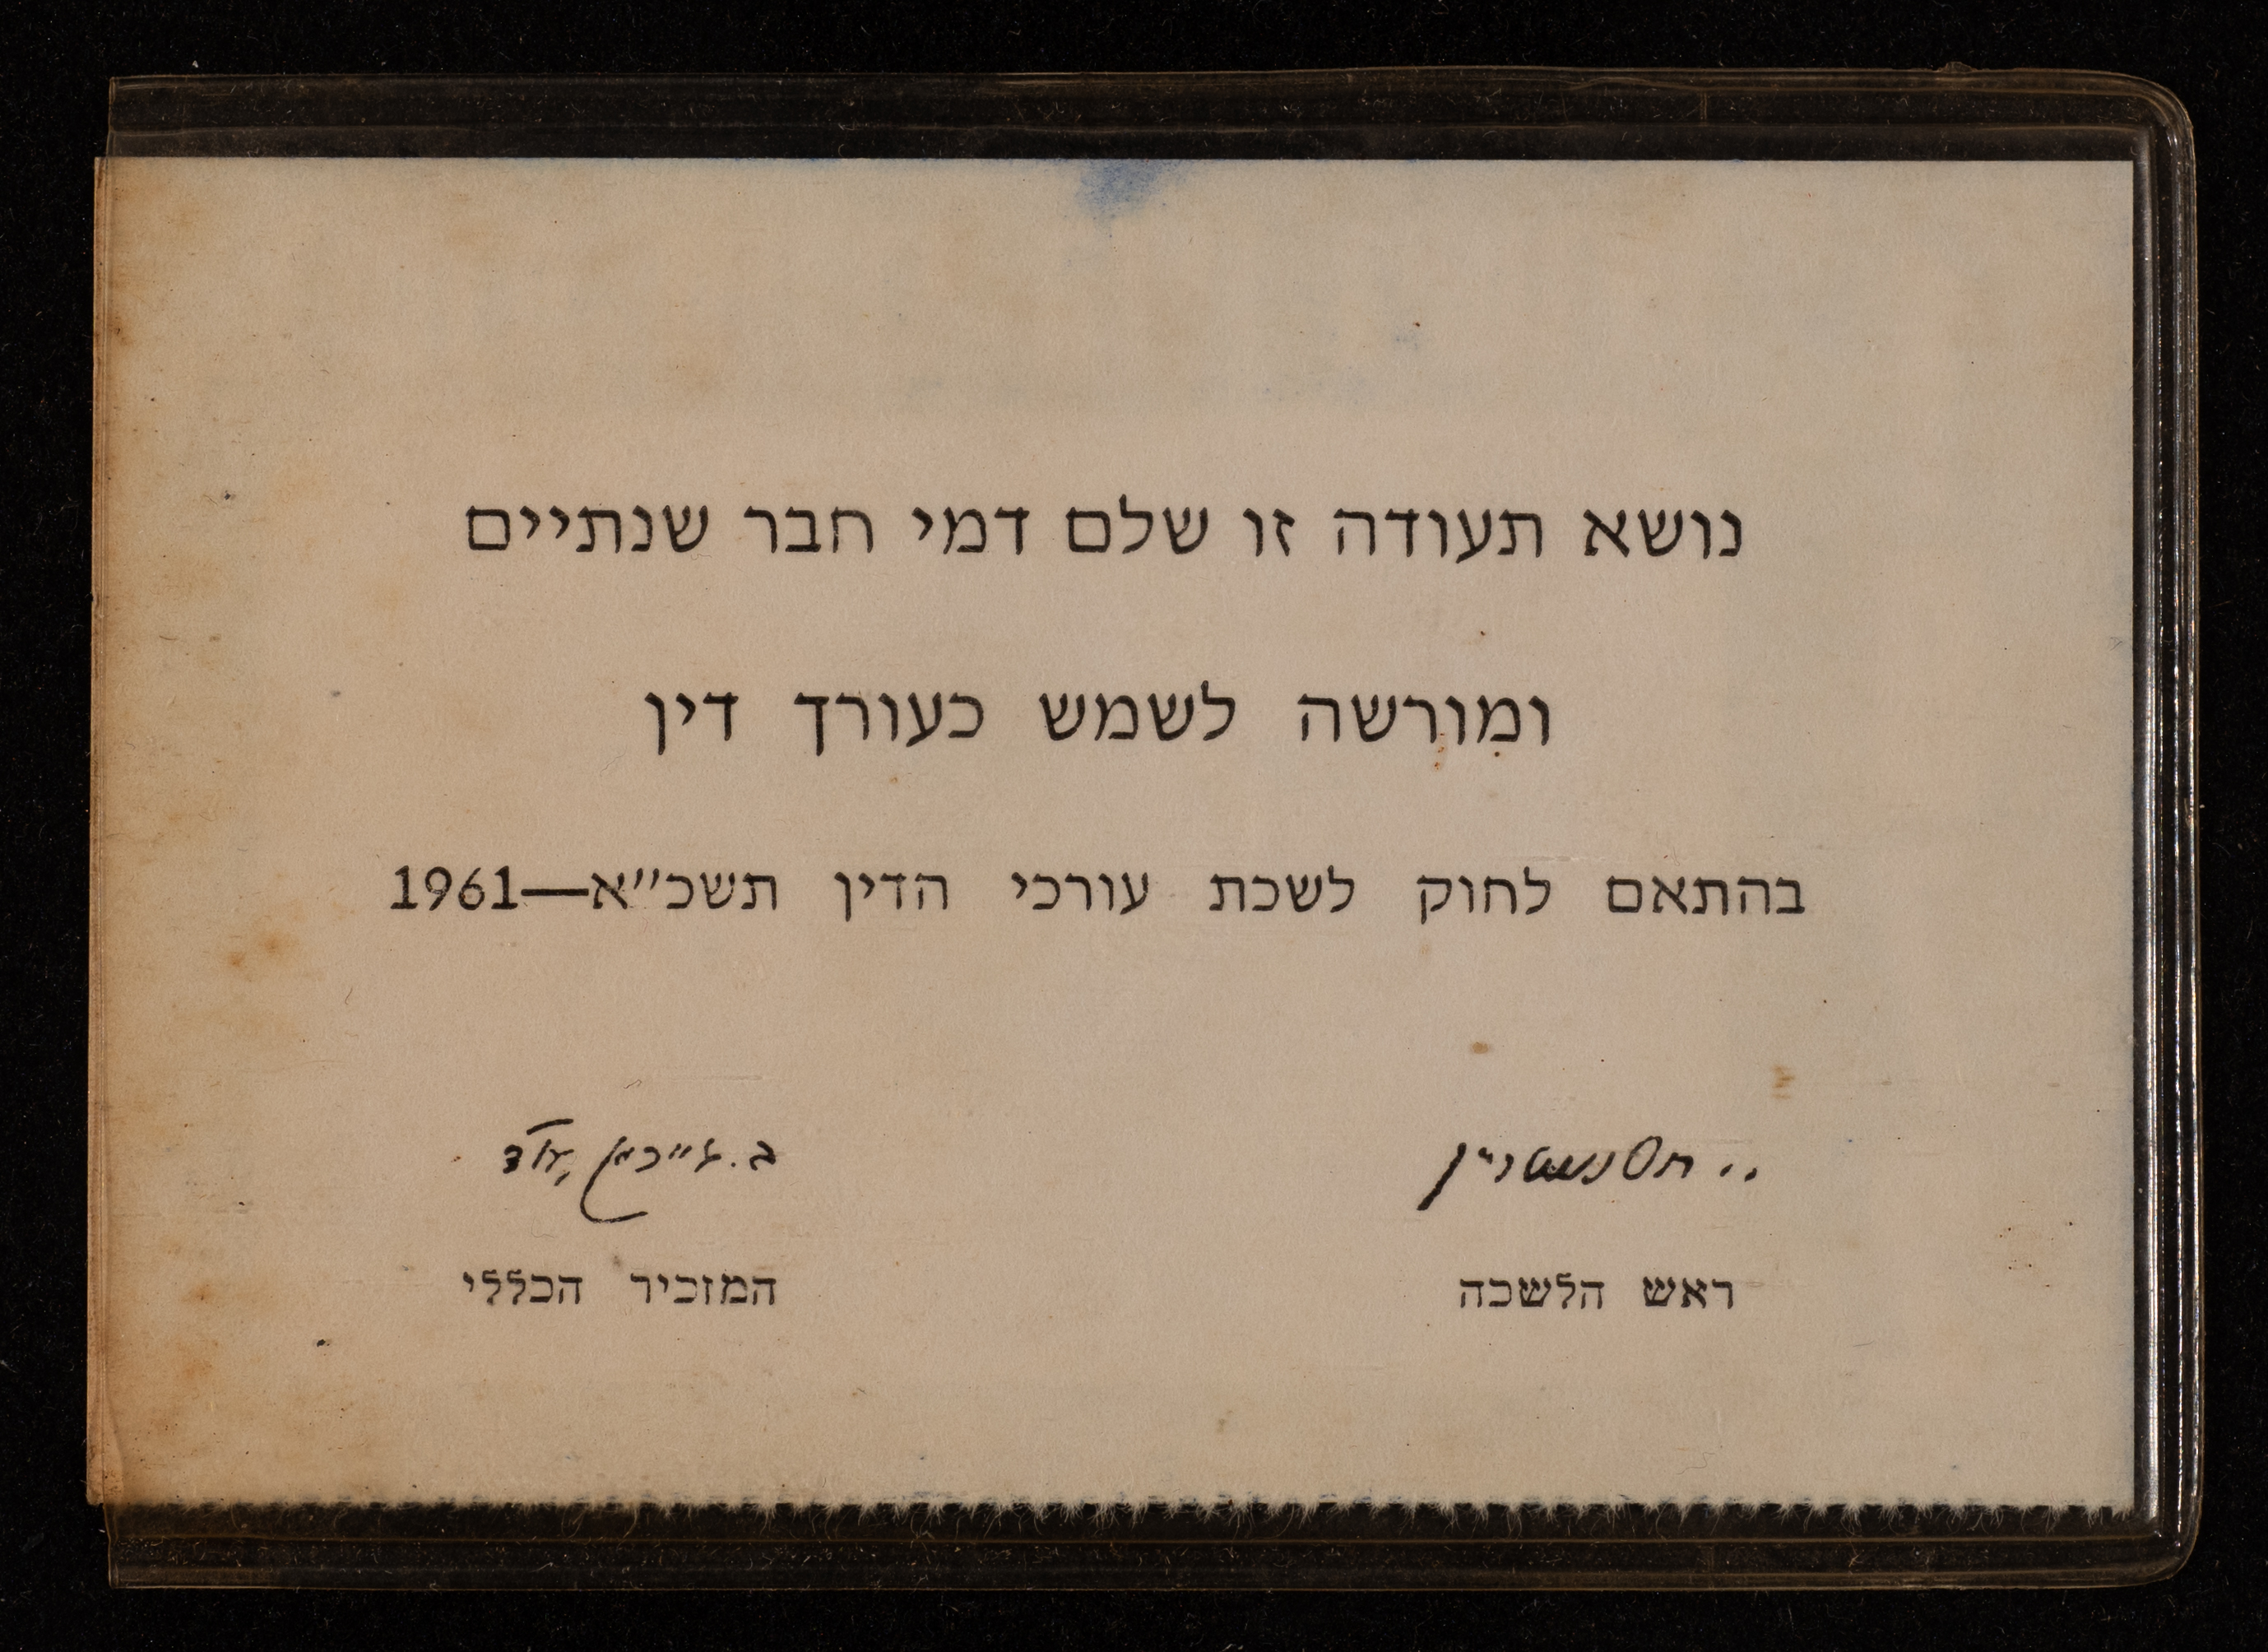 נושא תעודה זו שלם דמי חבר שנתיים
ומורשה לשמש כעורך דין
בהתאם לחוק לשכת עורכי הדין תשכ״א—1961
ראש הלשכה
המזכיר הכללי